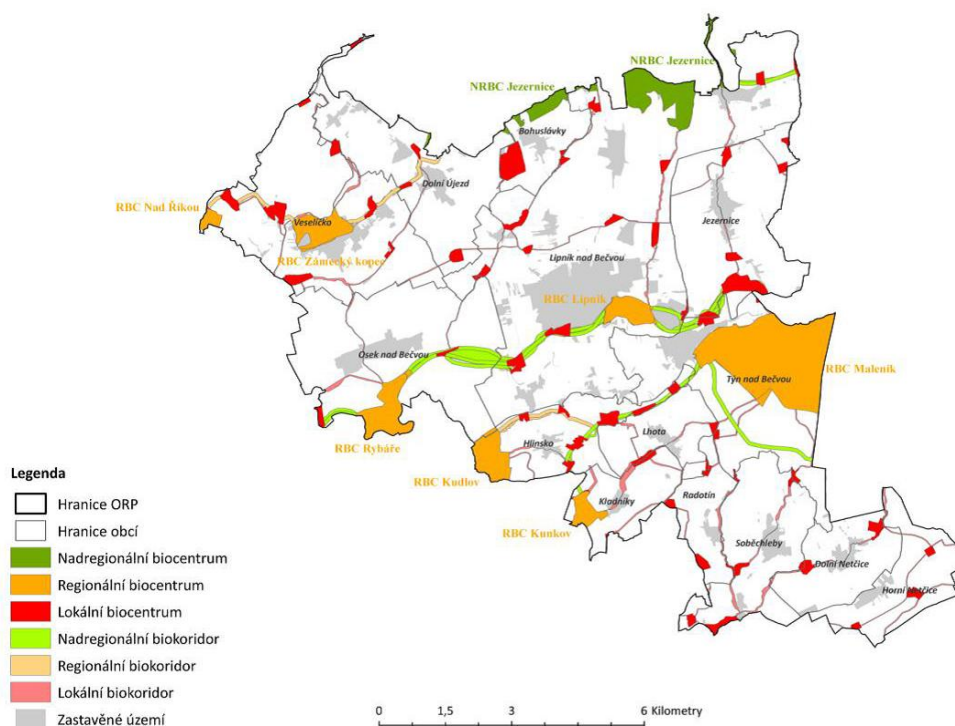 NRBC Jezernice
NRBC Jezernice
Bohuslávky
Dolní Újezd
RBC Nad Říkou
Veselíčko
Jezernice
RBC Zámecký kopec
Lipník nad Bečvou
RBC Lipník
Osek nad Bečvou
RBC Maleník
Týn nad Bečvou
RBC Rybáře
Hlinsko
Lhota
RBC Kudlov
Kladníky
Radotín
RBC Kunkov
Soběchleby
Dolní Nětčice
Horní Nětčice
Legenda
Hranice ORP
Hranice obcí
Nadregionální biocentrum
Regionální biocentrum
Lokální biocentrum
Nadregionální biokoridor
Regionální biokoridor
Lokální biokoridor
Zastavěné území
0 1,5 3 6 Kilometry